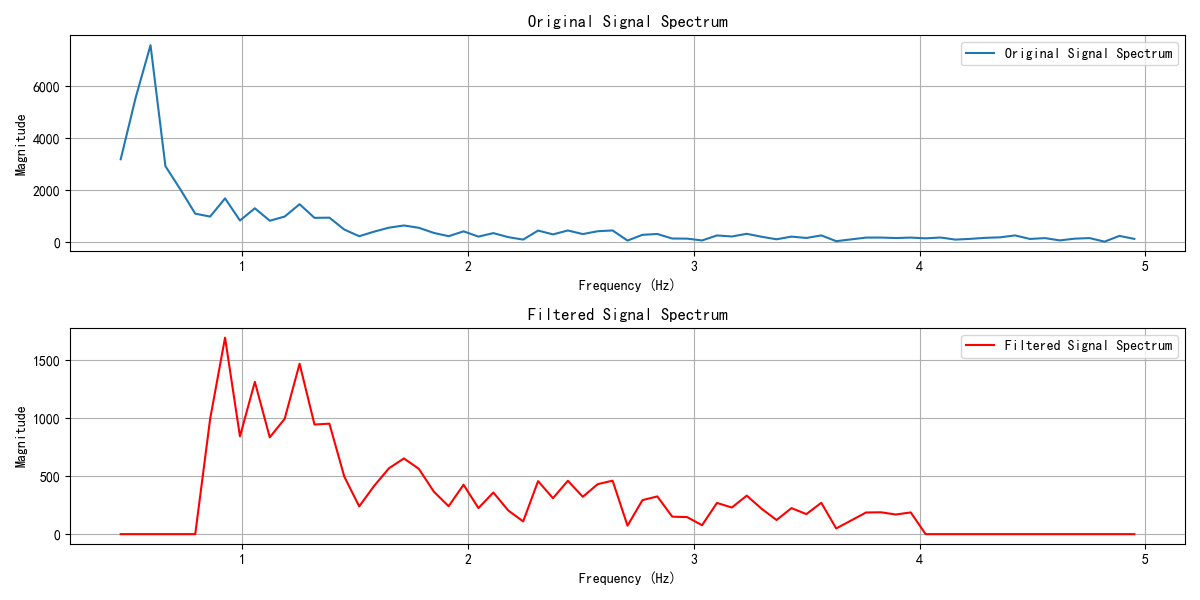 Original Signal Spectrum
Original Signal Spectrum
Magnitude
6000
4000
2000
0
1 2 3 4 5
Frequency (Hz)
Filtered Signal Spectrum
Filtered Signal Spectrum
Magnitude
1500
1000
500
0
1 2 3 4 5
Frequency (Hz)